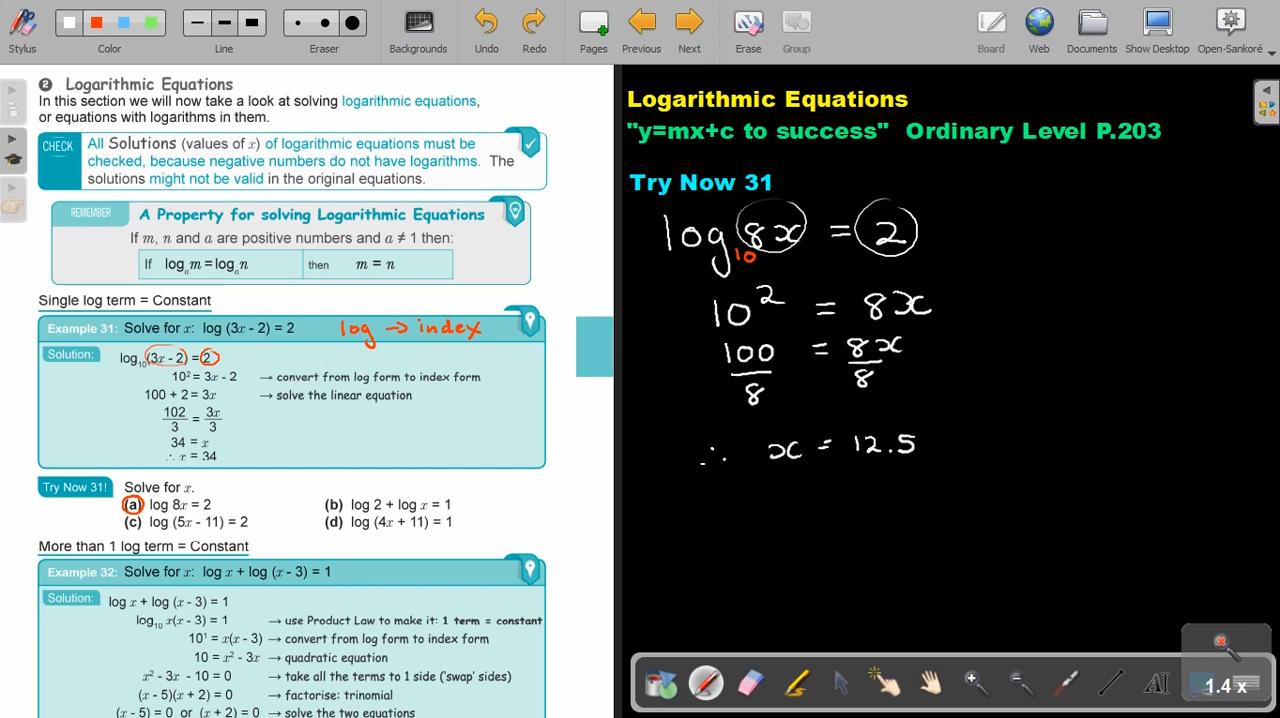 Stylus
Color
Line
Eraser
Backgrounds
Undo
Redo
Pages
Previous
Next
Erase
Group
Board
Web
Documents
Show Desktop
Open-Sankoré
2 Logarithmic Equations
In this section we will now take a look at solving logarithmic equations,
or equations with logarithms in them.
CHECK
All Solutions (values of x) of logarithmic equations must be
checked, because negative numbers do not have logarithms. The
solutions might not be valid in the original equations.
REMEMBER
A Property for solving Logarithmic Equations
If m, n and a are positive numbers and a ≠ 1 then:
If logₐm = logₐn then m = n
Single log term = Constant
Example 31: Solve for x: log (3x - 2) = 2
log → index
Solution:
log₁₀(3x - 2) = 2
10² = 3x - 2 → convert from log form to index form
100 + 2 = 3x → solve the linear equation
102/3 = 3x/3
34 = x
∴ x = 34
Try Now 31! Solve for x.
(a) log 8x = 2 (b) log 2 + log x = 1
(c) log (5x - 11) = 2 (d) log (4x + 11) = 1
More than 1 log term = Constant
Example 32: Solve for x: log x + log (x - 3) = 1
Solution:
log x + log (x - 3) = 1
log₁₀ x(x - 3) = 1 → use Product Law to make it: 1 term = constant
10¹ = x(x - 3) → convert from log form to index form
10 = x² - 3x → quadratic equation
x² - 3x - 10 = 0 → take all the terms to 1 side ('swap' sides)
(x - 5)(x + 2) = 0 → factorise: trinomial
(x - 5) = 0 or (x + 2) = 0 → solve the two equations
Logarithmic Equations
"y=mx+c to success" Ordinary Level P.203
Try Now 31
log₁₀ 8x = 2
10² = 8x
100/8 = 8x/8
∴ x = 12.5
1.4 x